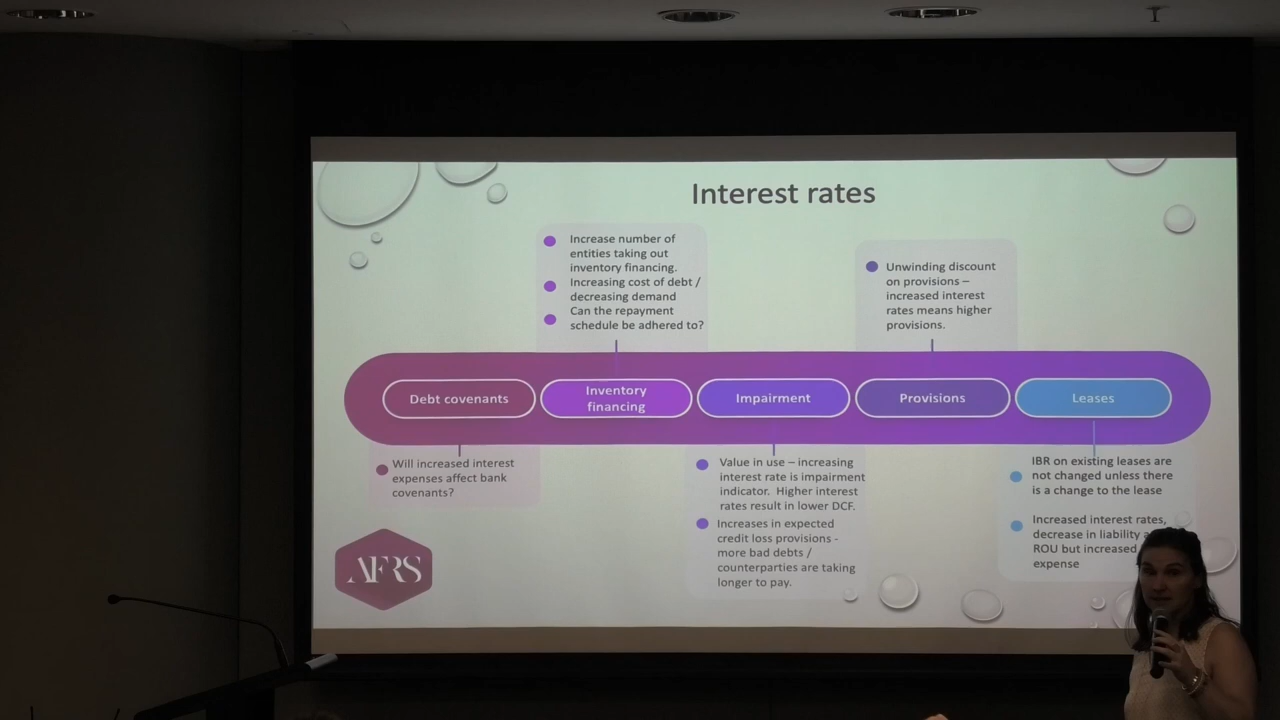 Interest rates
Increase number of
entities taking out
inventory financing.
Increasing cost of debt /
decreasing demand
Can the repayment
schedule be adhered to?
Unwinding discount
on provisions –
increased interest
rates means higher
provisions.
Debt covenants
Inventory
financing
Impairment
Provisions
Leases
Will increased interest
expenses affect bank
covenants?
Value in use – increasing
interest rate is impairment
indicator. Higher interest
rates result in lower DCF.
Increases in expected
credit loss provisions -
more bad debts /
counterparties are taking
longer to pay.
IBR on existing leases are
not changed unless there
is a change to the lease
Increased interest rates,
decrease in liability
ROU but increased
expense
AFRS